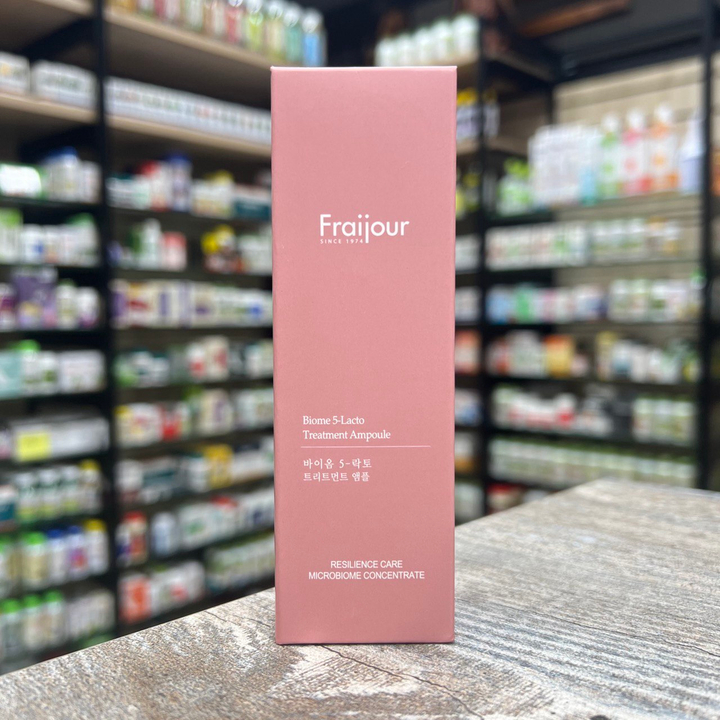 Fraijour
SINCE 1974
Biome 5-Lacto
Treatment Ampoule
바이옴 5-락토
트리트먼트 앰플
RESILIENCE CARE
MICROBIOME CONCENTRATE